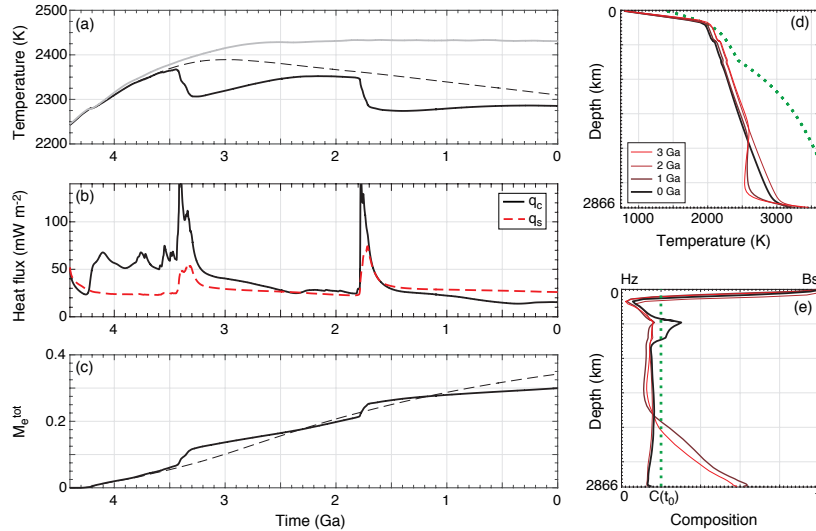 (a)
2500
2400
2300
2200
Temperature (K)
4 3 2 1 0
(b)
q_c
q_s
100
50
0
Heat flux (mW m⁻²)
4 3 2 1 0
(c)
0.4
0.2
0
M_e^tot
4 3 2 1 0
Time (Ga)
(d)
0
Depth (km)
2866
3 Ga
2 Ga
1 Ga
0 Ga
1000 2000 3000
Temperature (K)
Hz Bs
(e)
0
Depth (km)
2866
0 C(t₀)
Composition